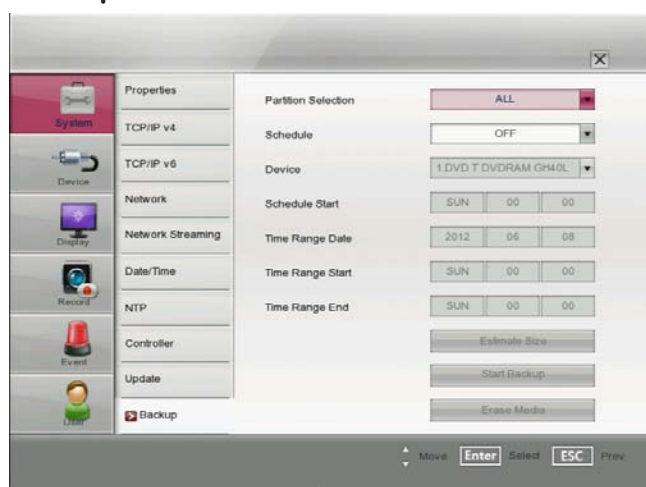 System
Device
Display
Record
Event
User
Properties
TCP/IP v4
TCP/IP v6
Network
Network Streaming
Date/Time
NTP
Controller
Update
Backup
Partition Selection ALL
Schedule OFF
Device 1.DVD T DVDRAM GH40L
Schedule Start SUN 00 00
Time Range Date 2012 06 08
Time Range Start SUN 00 00
Time Range End SUN 00 00
Estimate Size
Start Backup
Erase Media
Move Enter Select ESC Prev